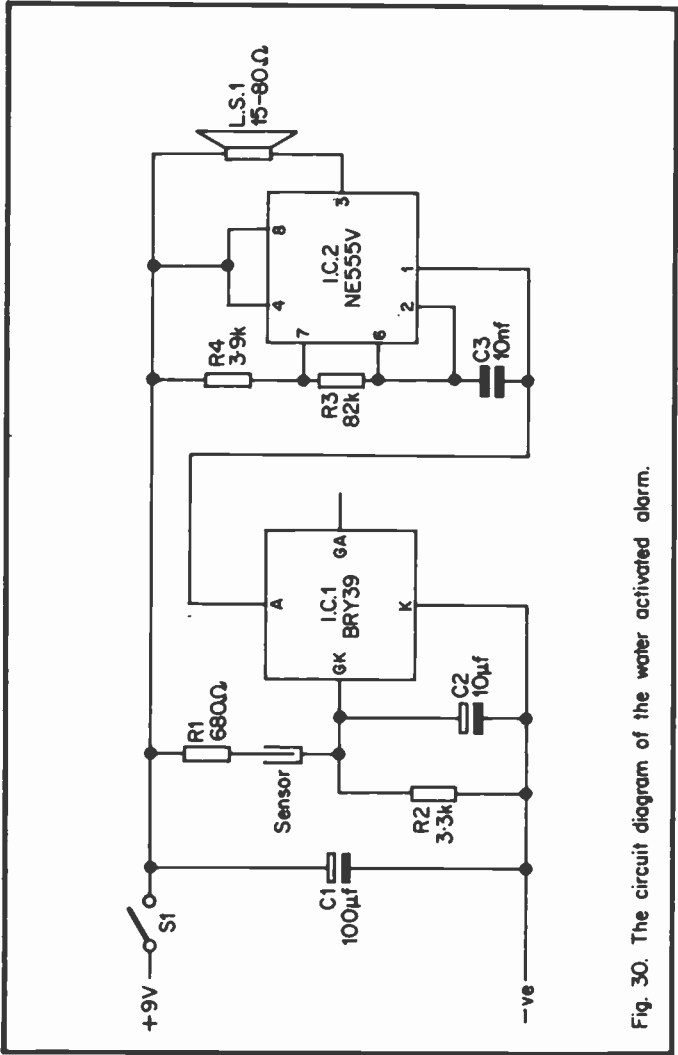 +9V
S1
C1
100µf
-ve
R1
680Ω
Sensor
R2
3·3k
C2
10µf
GK
A
I.C.1
BRY39
GA
K
R4
3·9k
R3
82k
C3
10nf
7
6
4
8
I.C.2
NE555V
2
1
3
L.S.1
15-80Ω
Fig. 30. The circuit diagram of the water activated alarm.